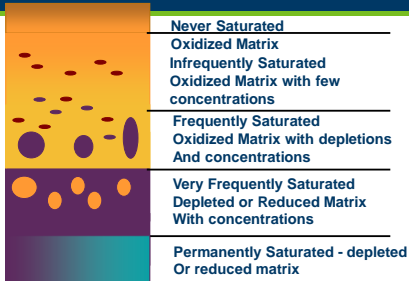 Never Saturated
Oxidized Matrix
Infrequently Saturated
Oxidized Matrix with few
concentrations
Frequently Saturated
Oxidized Matrix with depletions
And concentrations
Very Frequently Saturated
Depleted or Reduced Matrix
With concentrations
Permanently Saturated - depleted
Or reduced matrix